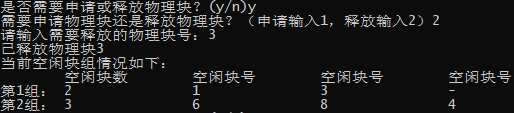 是否需要申请或释放物理块？(y/n)y
需要申请物理块还是释放物理块？（申请输入1，释放输入2）2
请输入需要释放的物理块号：3
已释放物理块3
当前空闲块组情况如下：
空闲块数 空闲块号 空闲块号 空闲块号
第1组： 2 1 3 -
第2组： 3 6 8 4